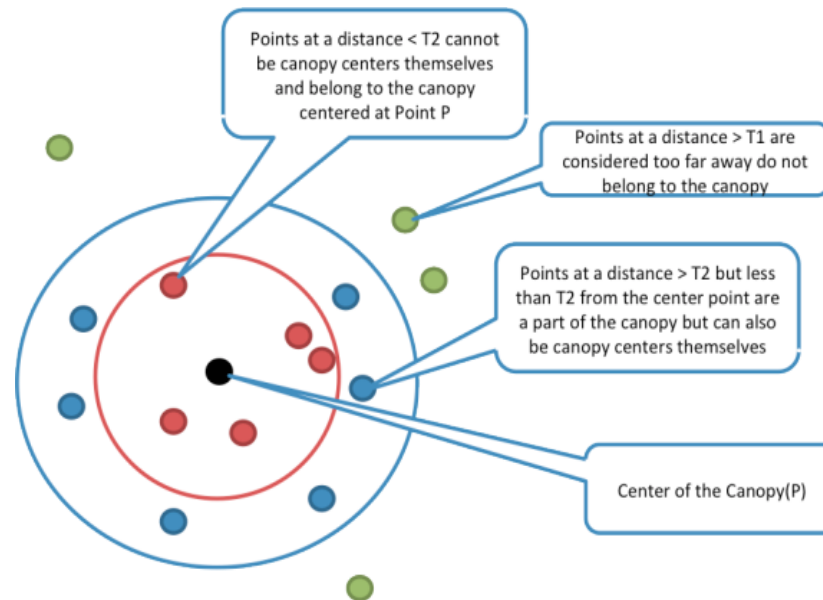 Points at a distance < T2 cannot
be canopy centers themselves
and belong to the canopy
centered at Point P
Points at a distance > T1 are
considered too far away do not
belong to the canopy
Points at a distance > T2 but less
than T2 from the center point are
a part of the canopy but can also
be canopy centers themselves
Center of the Canopy(P)